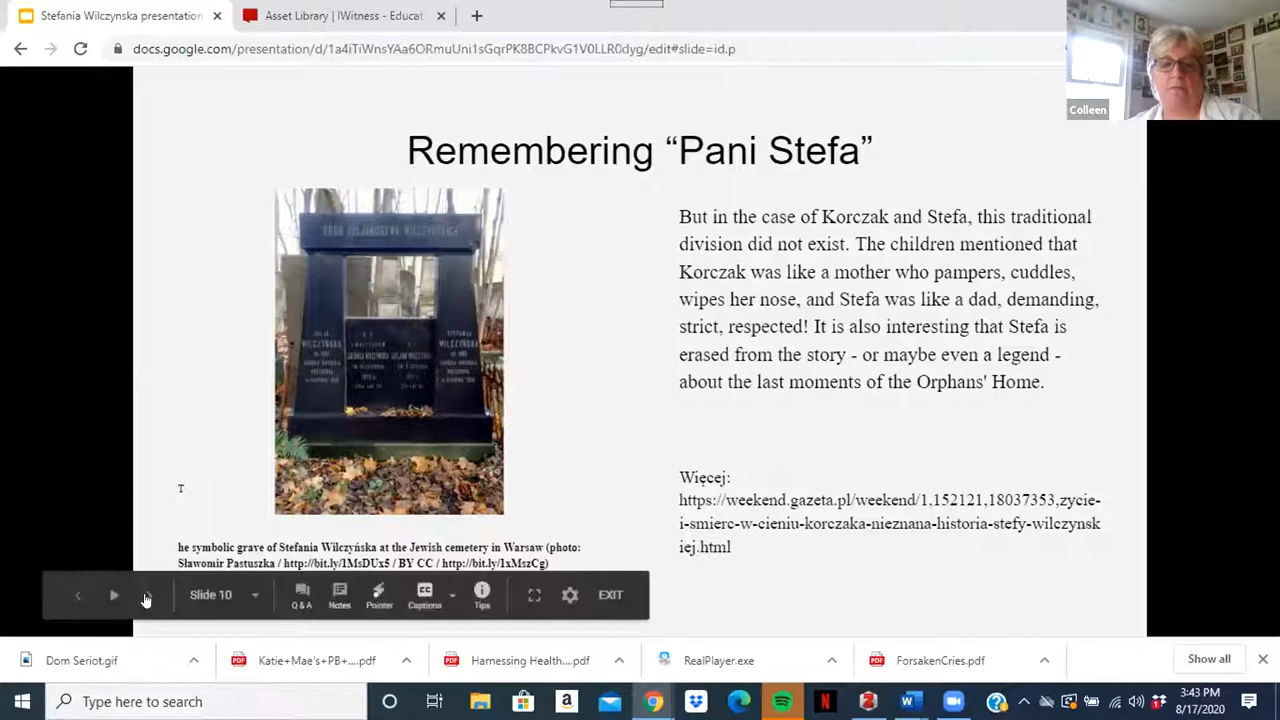 Stefania Wilczynska presentation
Asset Library | IWitness - Educat
docs.google.com/presentation/d/1a4iTiWnsYAa6ORmuUni1sGqrPK8BCPkvG1V0LLR0dyg/edit#slide=id.p
Colleen
Remembering “Pani Stefa”
But in the case of Korczak and Stefa, this traditional
division did not exist. The children mentioned that
Korczak was like a mother who pampers, cuddles,
wipes her nose, and Stefa was like a dad, demanding,
strict, respected! It is also interesting that Stefa is
erased from the story - or maybe even a legend -
about the last moments of the Orphans' Home.
WILCZYŃSKA
WILCZYŃSKA
Więcej:
https://weekend.gazeta.pl/weekend/1,152121,18037353,zycie-
i-smierc-w-cieniu-korczaka-nieznana-historia-stefy-wilczynsk
iej.html
T
he symbolic grave of Stefania Wilczyńska at the Jewish cemetery in Warsaw (photo:
Sławomir Pastuszka / http://bit.ly/1MsDUx5 / BY CC / http://bit.ly/1xMszCg)
Slide 10
Q & A
Notes
Pointer
CC
Captions
Tips
EXIT
Dom Seriot.gif
Katie+Mae's+PB+....pdf
Harnessing Health....pdf
RealPlayer.exe
ForsakenCries.pdf
Show all
Type here to search
3:43 PM
8/17/2020